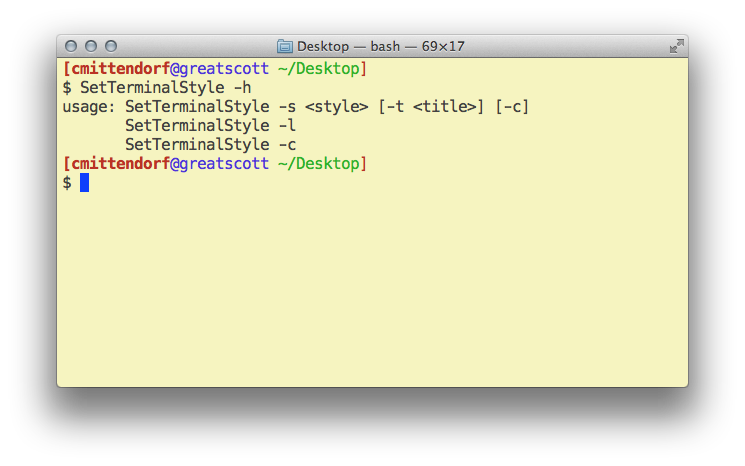 Desktop — bash — 69×17
[cmittendorf@greatscott ~/Desktop]
$ SetTerminalStyle -h
usage: SetTerminalStyle -s <style> [-t <title>] [-c]
       SetTerminalStyle -l
       SetTerminalStyle -c
[cmittendorf@greatscott ~/Desktop]
$